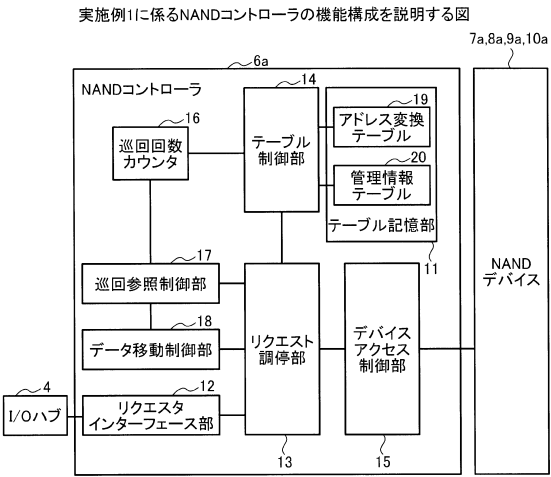 実施例1に係るNANDコントローラの機能構成を説明する図
7a,8a,9a,10a
6a
NANDコントローラ
14
19
16
アドレス変換
テーブル
巡回回数
カウンタ
テーブル
制御部
20
管理情報
テーブル
テーブル記憶部
11
17
巡回参照制御部
NAND
デバイス
18
データ移動制御部
リクエスト
調停部
デバイス
アクセス
制御部
4
12
I/Oハブ
リクエスタ
インターフェース部
13
15